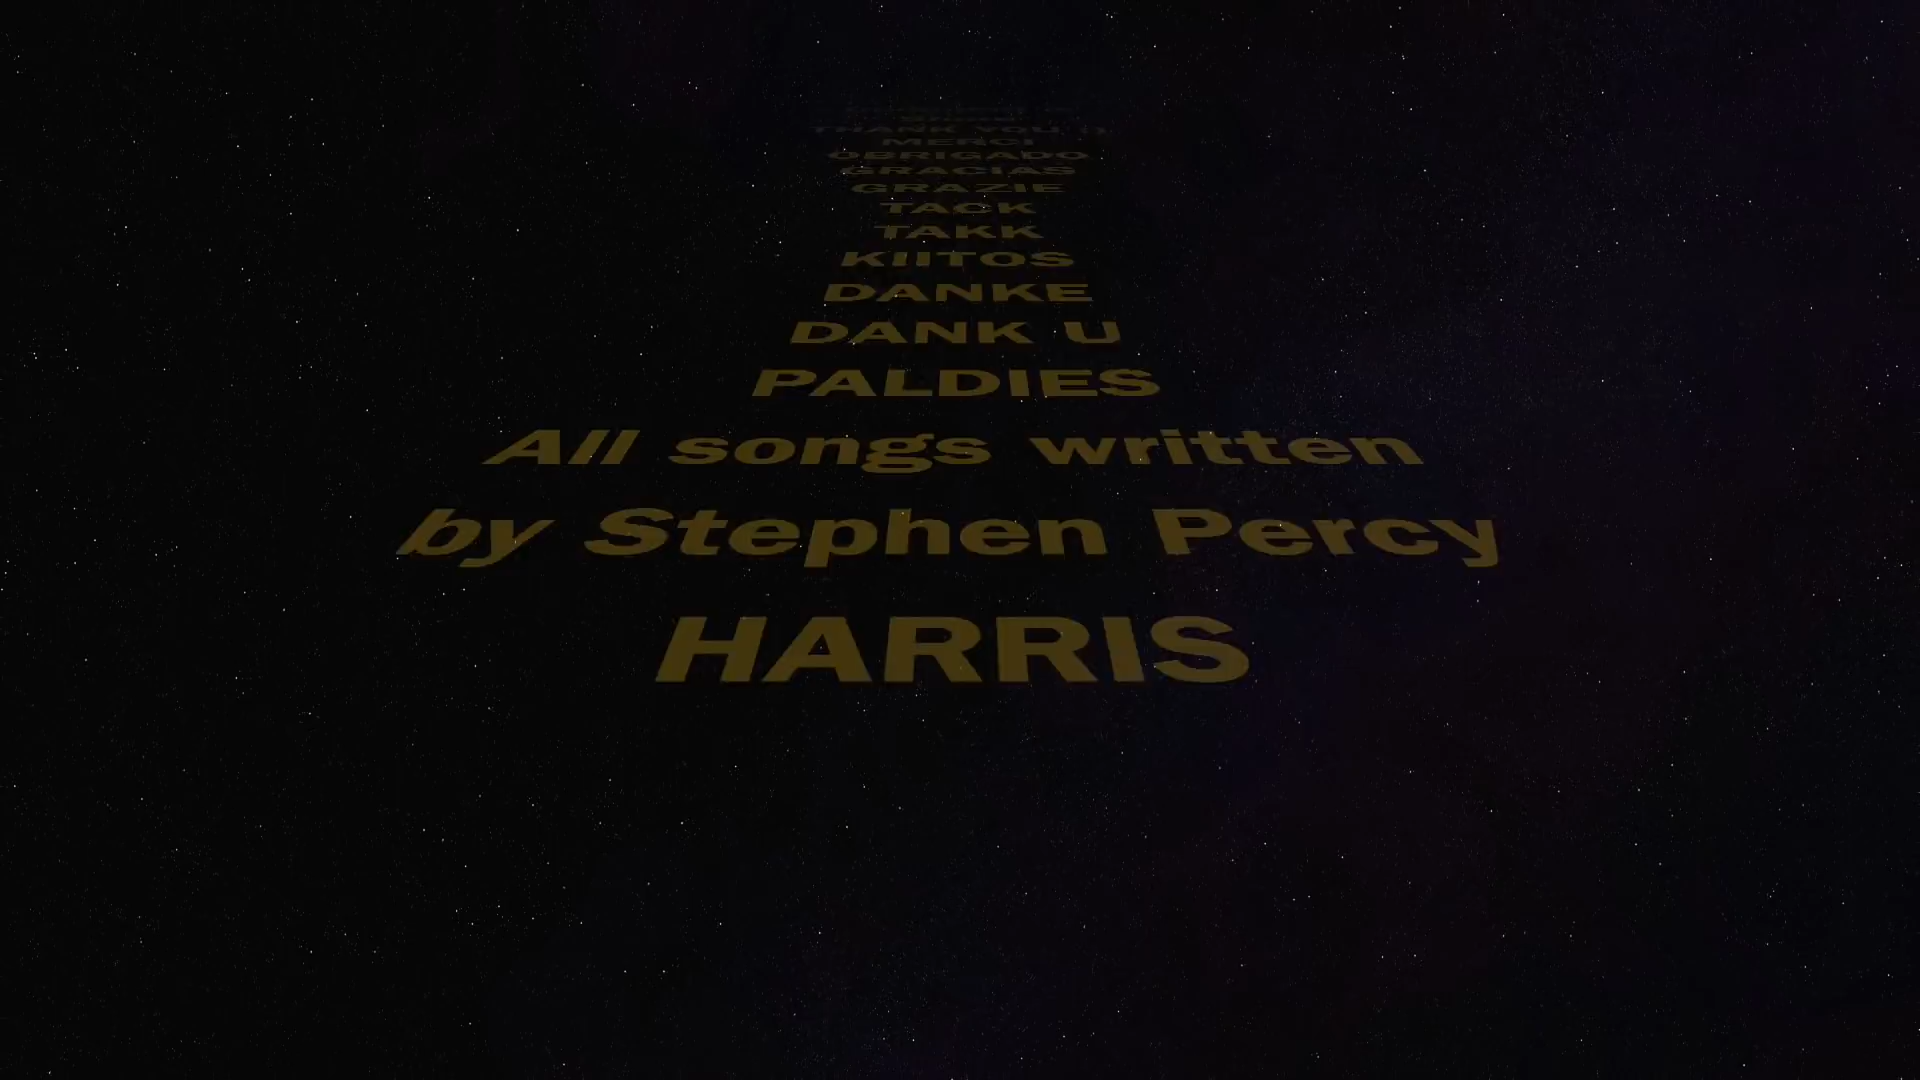 THANK YOU :)
MERCI
OBRIGADO
GRACIAS
GRAZIE
TACK
TAKK
KIITOS
DANKE
DANK U
PALDIES
All songs written
by Stephen Percy
HARRIS